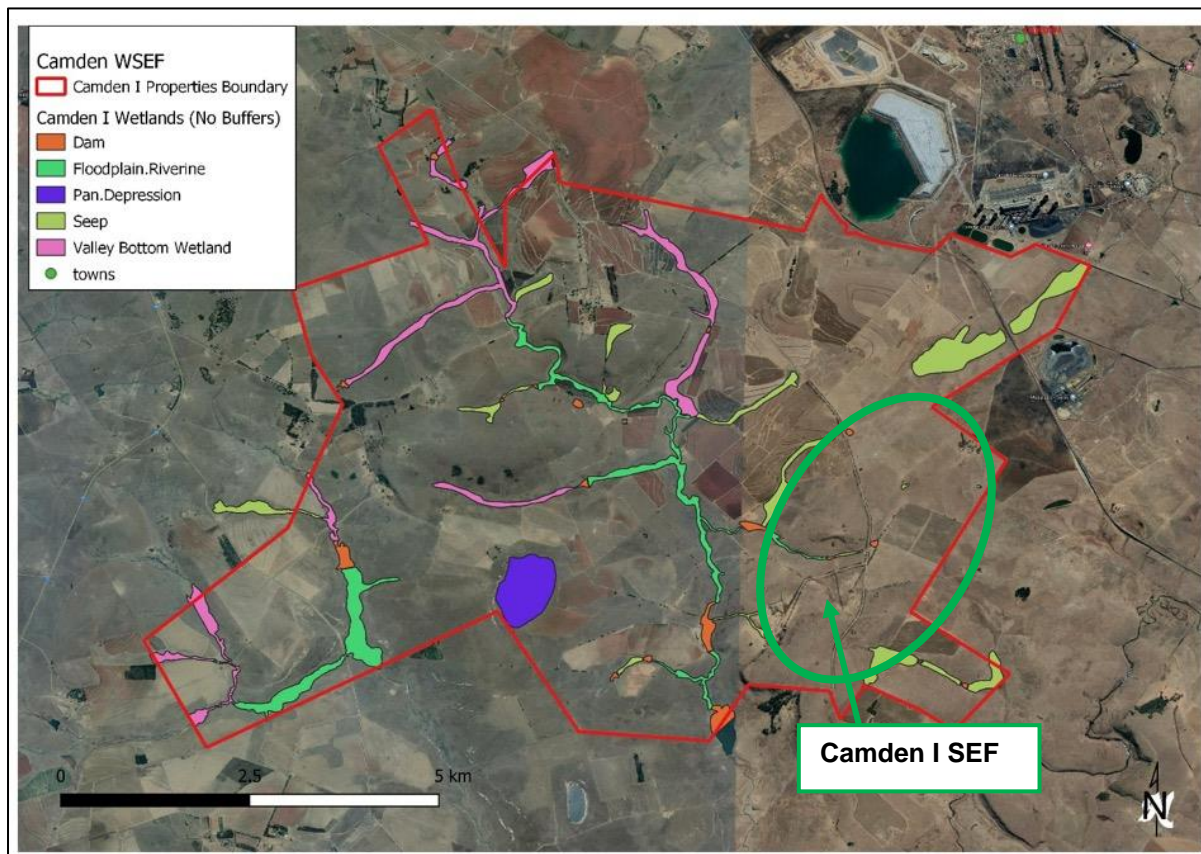 Camden WSEF
Camden I Properties Boundary
Camden I Wetlands (No Buffers)
Dam
Floodplain.Riverine
Pan.Depression
Seep
Valley Bottom Wetland
towns
Camden I SEF
0 2.5 5 km
N